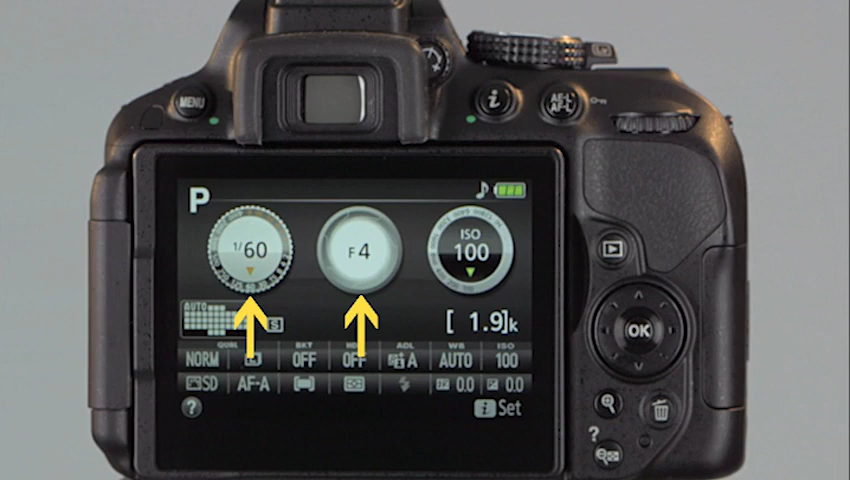 MENU
i
AE-L
AF-L
P
1/60
F4
ISO
100
[ 1.9]k
AUTO
S
QUAL
BKT
HDR
ADL
WB
ISO
NORM
OFF
OFF
A
AUTO
100
SD
AF-A
0.0
0.0
?
i Set
OK
?